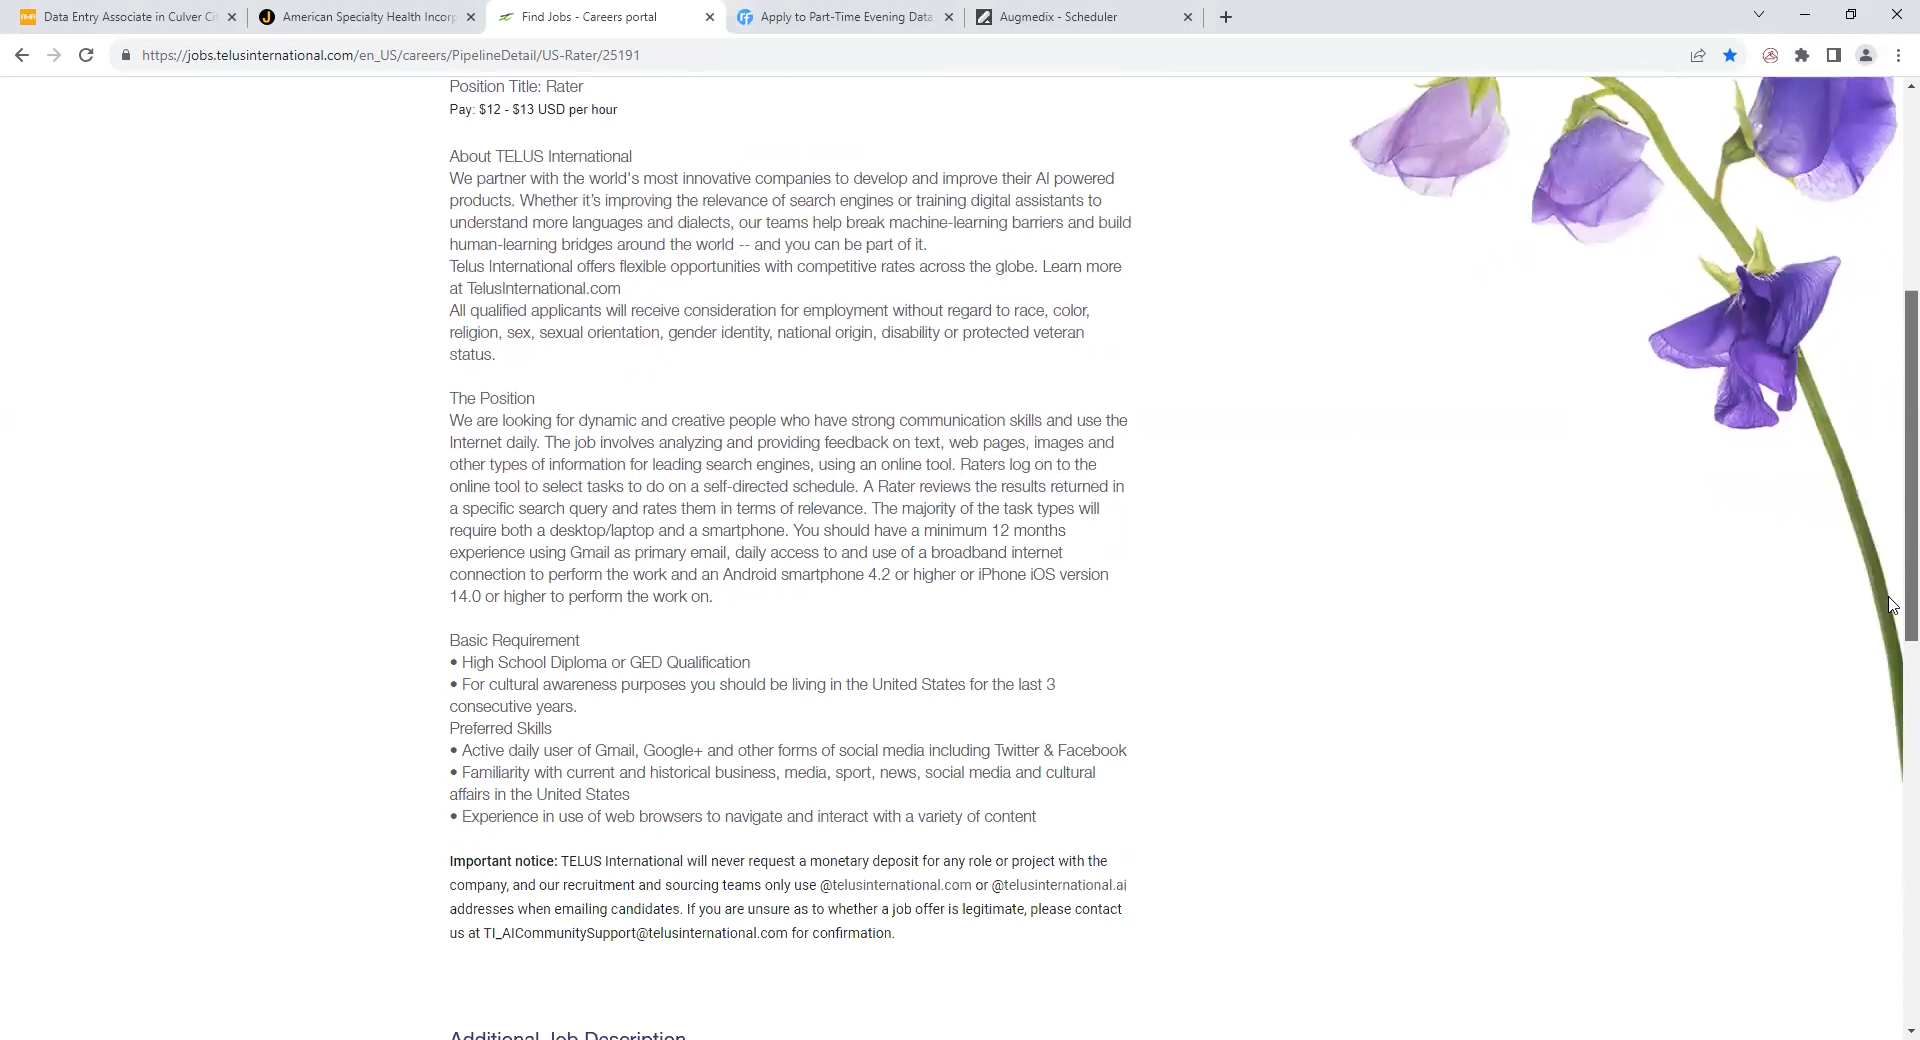 Data Entry Associate in Culver Ci
American Specialty Health Incorp
Find Jobs - Careers portal
Apply to Part-Time Evening Data
Augmedix - Scheduler
https://jobs.telusinternational.com/en_US/careers/PipelineDetail/US-Rater/25191
Position Title: Rater
Pay: $12 - $13 USD per hour
About TELUS International
We partner with the world's most innovative companies to develop and improve their AI powered
products. Whether it's improving the relevance of search engines or training digital assistants to
understand more languages and dialects, our teams help break machine-learning barriers and build
human-learning bridges around the world -- and you can be part of it.
Telus International offers flexible opportunities with competitive rates across the globe. Learn more
at TelusInternational.com
All qualified applicants will receive consideration for employment without regard to race, color,
religion, sex, sexual orientation, gender identity, national origin, disability or protected veteran
status.
The Position
We are looking for dynamic and creative people who have strong communication skills and use the
Internet daily. The job involves analyzing and providing feedback on text, web pages, images and
other types of information for leading search engines, using an online tool. Raters log on to the
online tool to select tasks to do on a self-directed schedule. A Rater reviews the results returned in
a specific search query and rates them in terms of relevance. The majority of the task types will
require both a desktop/laptop and a smartphone. You should have a minimum 12 months
experience using Gmail as primary email, daily access to and use of a broadband internet
connection to perform the work and an Android smartphone 4.2 or higher or iPhone iOS version
14.0 or higher to perform the work on.
Basic Requirement
• High School Diploma or GED Qualification
• For cultural awareness purposes you should be living in the United States for the last 3
consecutive years.
Preferred Skills
• Active daily user of Gmail, Google+ and other forms of social media including Twitter & Facebook
• Familiarity with current and historical business, media, sport, news, social media and cultural
affairs in the United States
• Experience in use of web browsers to navigate and interact with a variety of content
Important notice: TELUS International will never request a monetary deposit for any role or project with the
company, and our recruitment and sourcing teams only use @telusinternational.com or @telusinternational.ai
addresses when emailing candidates. If you are unsure as to whether a job offer is legitimate, please contact
us at TI_AICommunitySupport@telusinternational.com for confirmation.
Additional Job Description